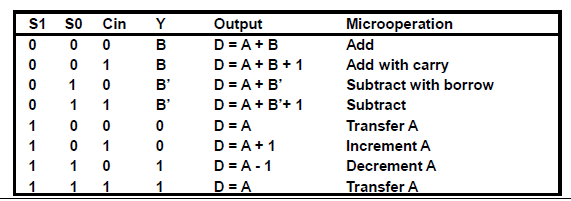 S1 S0 Cin Y Output Microoperation
0 0 0 B D = A + B Add
0 0 1 B D = A + B + 1 Add with carry
0 1 0 B’ D = A + B’ Subtract with borrow
0 1 1 B’ D = A + B’+ 1 Subtract
1 0 0 0 D = A Transfer A
1 0 1 0 D = A + 1 Increment A
1 1 0 1 D = A - 1 Decrement A
1 1 1 1 D = A Transfer A